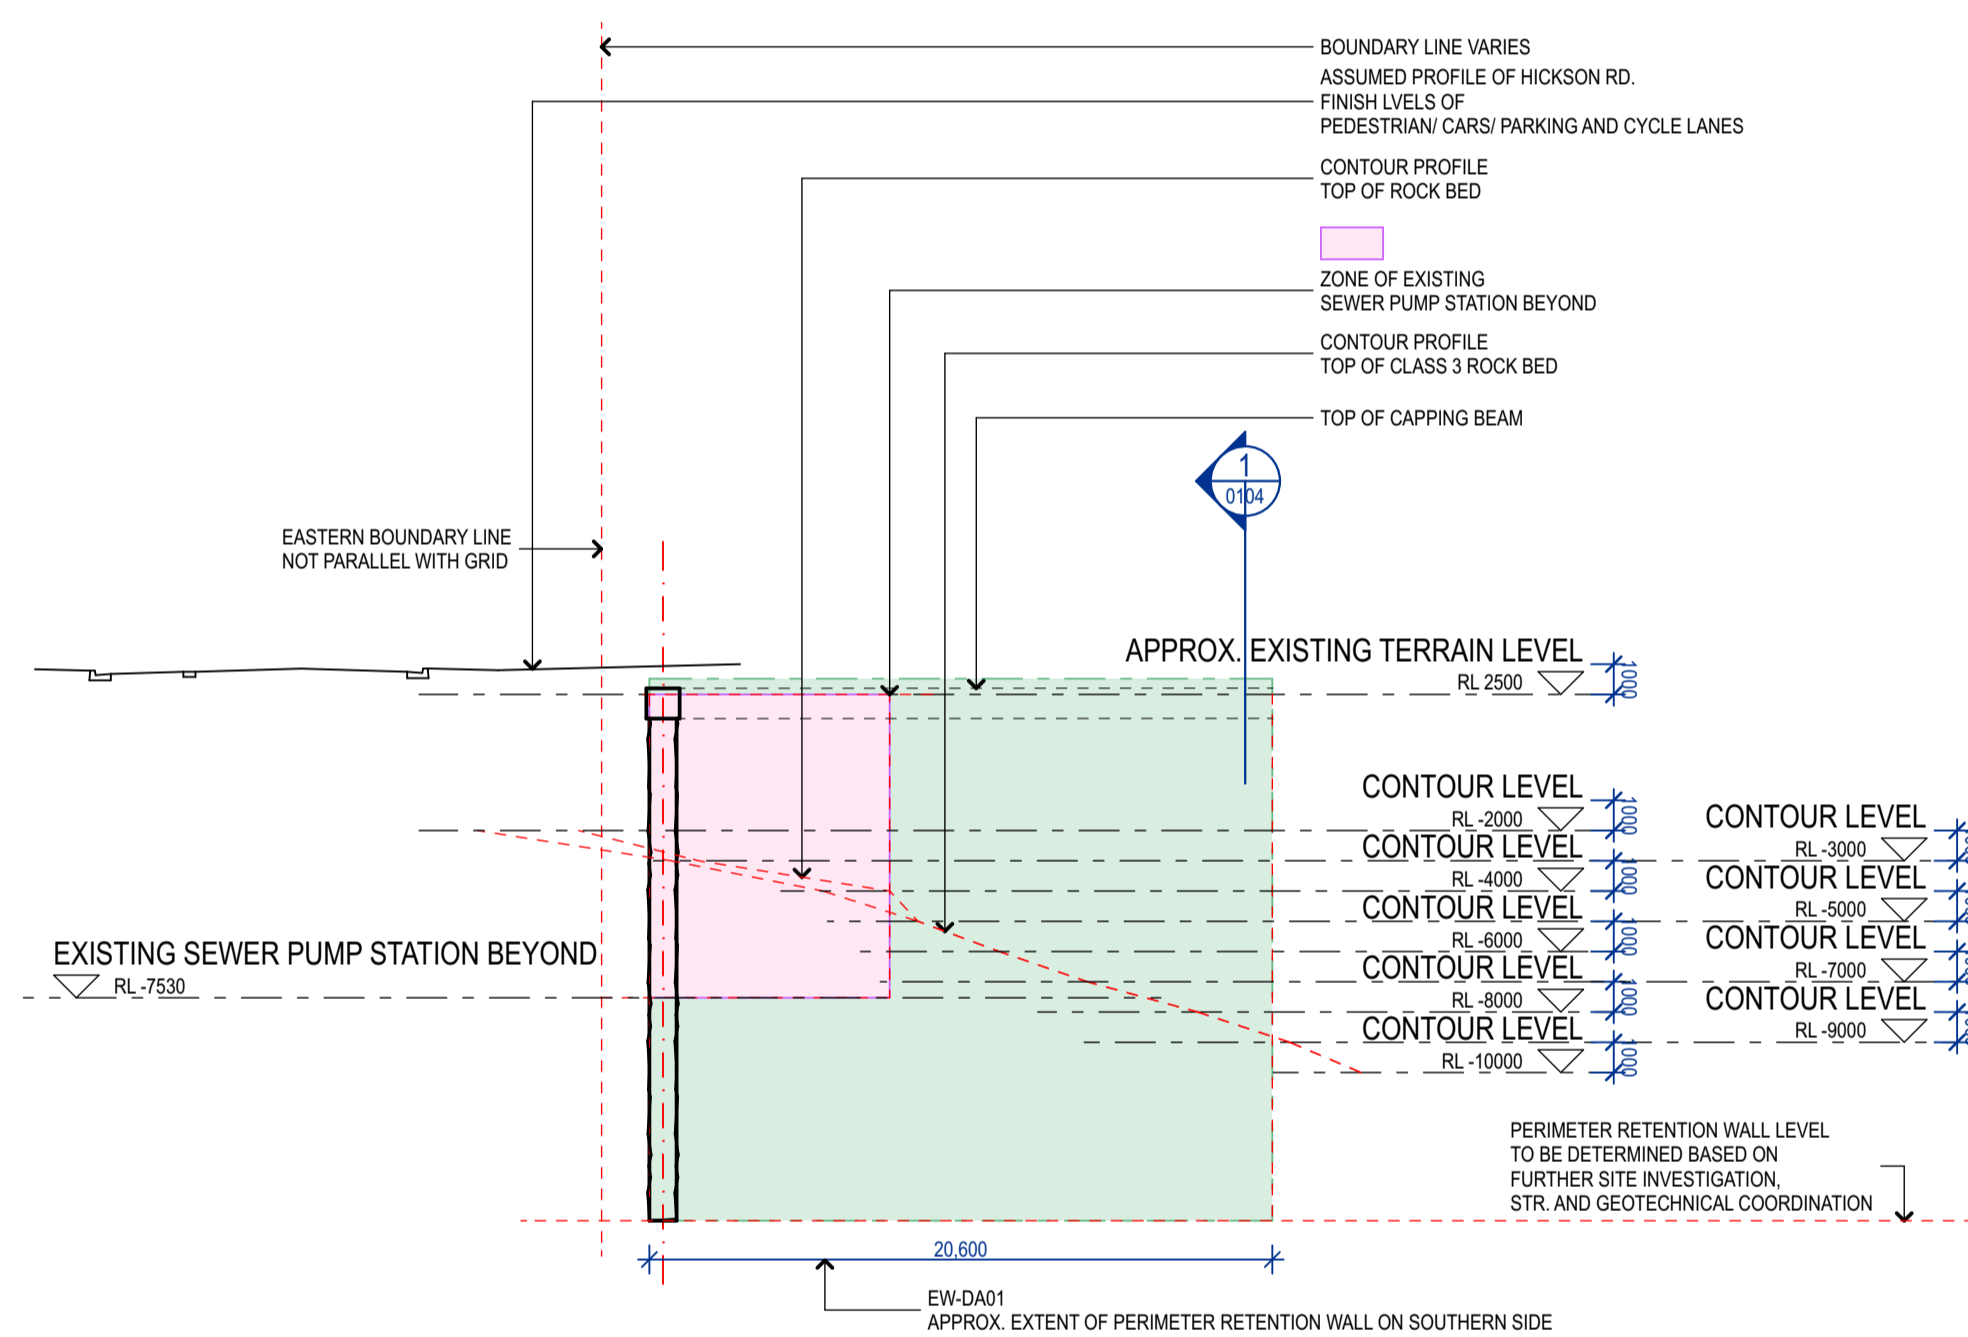 BOUNDARY LINE VARIES
ASSUMED PROFILE OF HICKSON RD.
FINISH LVELS OF
PEDESTRIAN/ CARS/ PARKING AND CYCLE LANES
CONTOUR PROFILE
TOP OF ROCK BED
ZONE OF EXISTING
SEWER PUMP STATION BEYOND
CONTOUR PROFILE
TOP OF CLASS 3 ROCK BED
TOP OF CAPPING BEAM
1
0104
EASTERN BOUNDARY LINE
NOT PARALLEL WITH GRID
APPROX. EXISTING TERRAIN LEVEL
RL 2500
1000
CONTOUR LEVEL
RL -2000
1000
CONTOUR LEVEL
RL -3000
CONTOUR LEVEL
RL -4000
1000
CONTOUR LEVEL
RL -5000
CONTOUR LEVEL
RL -6000
1000
CONTOUR LEVEL
RL -7000
CONTOUR LEVEL
RL -8000
1000
CONTOUR LEVEL
RL -9000
CONTOUR LEVEL
RL -10000
1000
EXISTING SEWER PUMP STATION BEYOND
RL -7530
PERIMETER RETENTION WALL LEVEL
TO BE DETERMINED BASED ON
FURTHER SITE INVESTIGATION,
STR. AND GEOTECHNICAL COORDINATION
20,600
EW-DA01
APPROX. EXTENT OF PERIMETER RETENTION WALL ON SOUTHERN SIDE